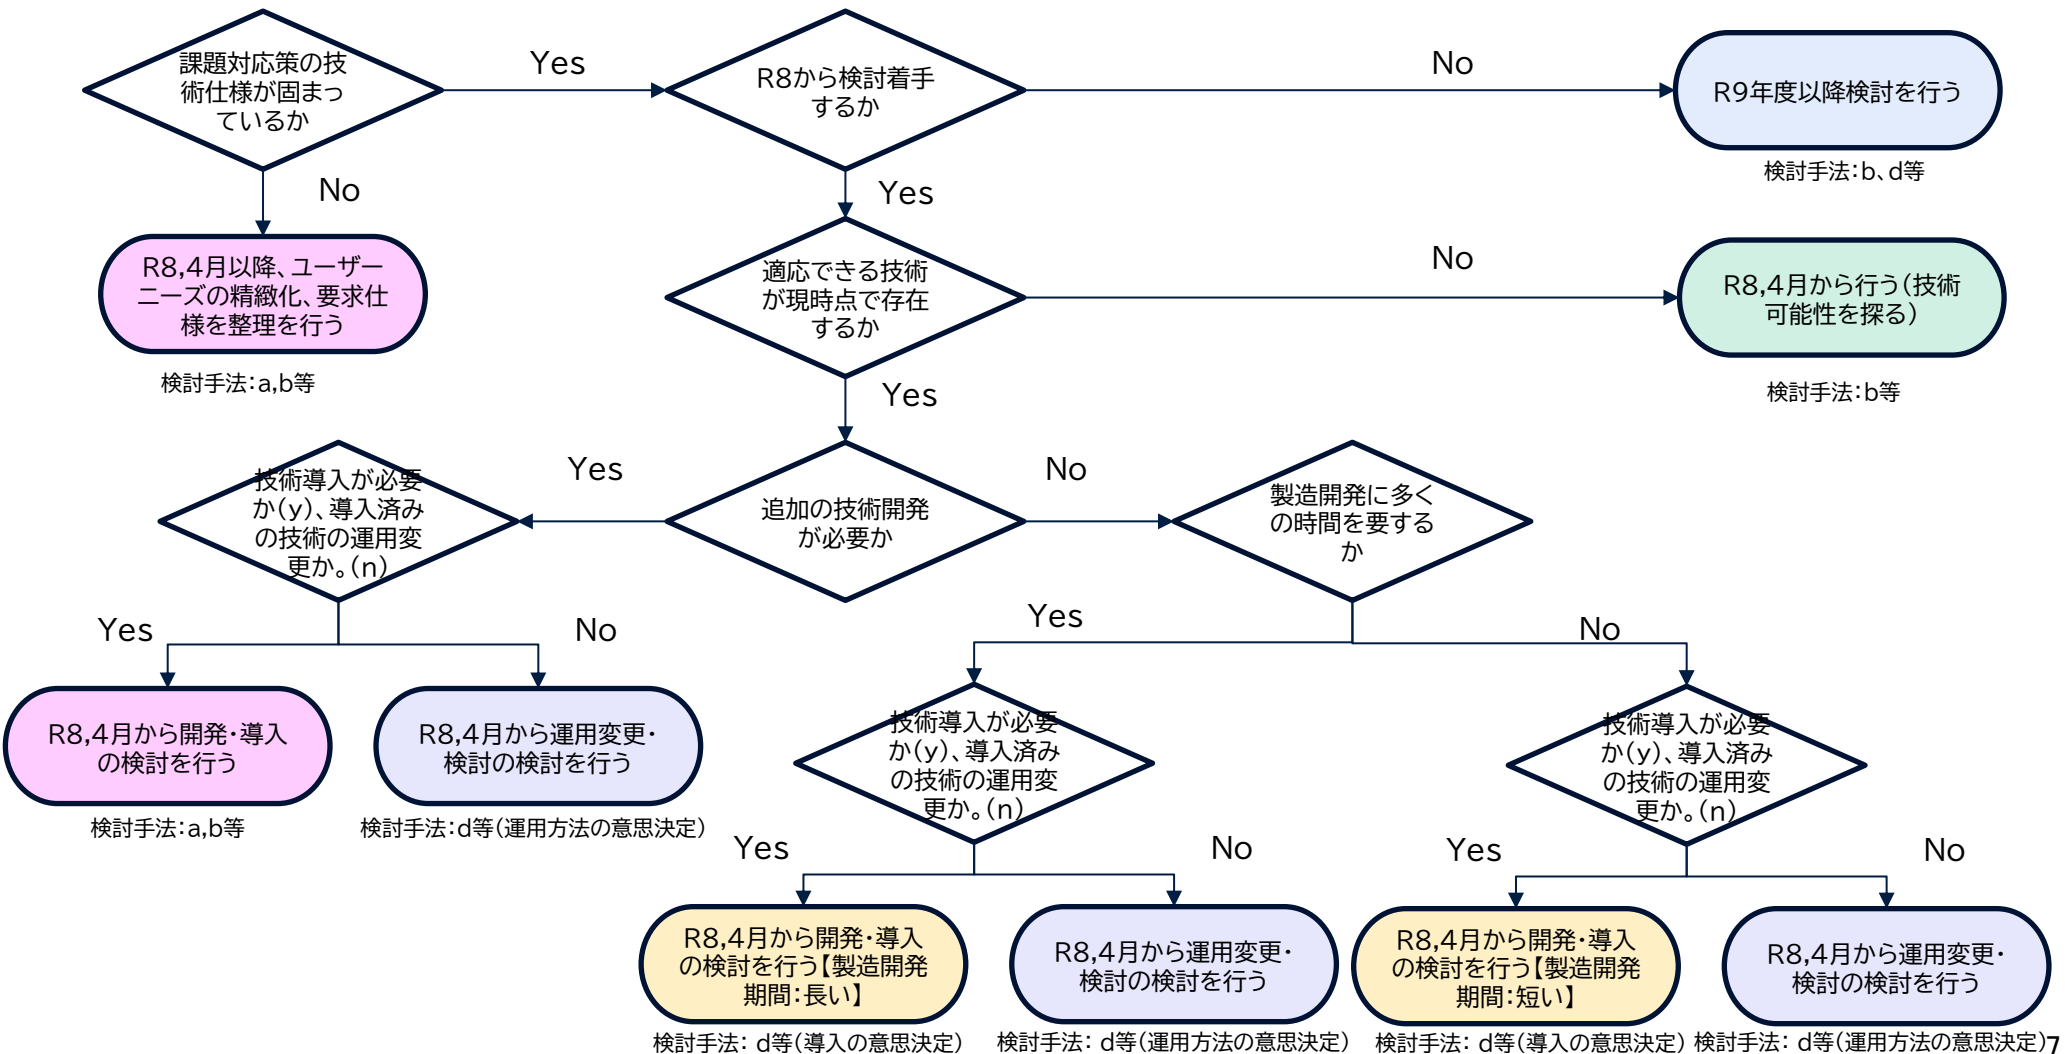 課題対応策の技
術仕様が固まっ
ているか
Yes
R8から検討着手
するか
No
R9年度以降検討を行う
検討手法：b、d等
No
Yes
R8,4月以降、ユーザー
ニーズの精緻化、要求仕
様を整理を行う
検討手法：a,b等
適応できる技術
が現時点で存在
するか
No
R8,4月から行う（技術
可能性を探る）
検討手法：b等
Yes
技術導入が必要
か（y）、導入済み
の技術の運用変
更か。（n）
Yes
追加の技術開発
が必要か
No
製造開発に多く
の時間を要する
か
Yes
No
Yes
No
R8,4月から開発・導入
の検討を行う
検討手法：a,b等
R8,4月から運用変更・
検討の検討を行う
検討手法：d等（運用方法の意思決定）
技術導入が必要
か（y）、導入済み
の技術の運用変
更か。（n）
技術導入が必要
か（y）、導入済み
の技術の運用変
更か。（n）
Yes
No
Yes
No
R8,4月から開発・導入
の検討を行う【製造開発
期間：長い】
検討手法： d等（導入の意思決定）
R8,4月から運用変更・
検討の検討を行う
検討手法： d等（運用方法の意思決定）
R8,4月から開発・導入
の検討を行う【製造開発
期間：短い】
検討手法： d等（導入の意思決定）
R8,4月から運用変更・
検討の検討を行う
検討手法： d等（運用方法の意思決定）
7